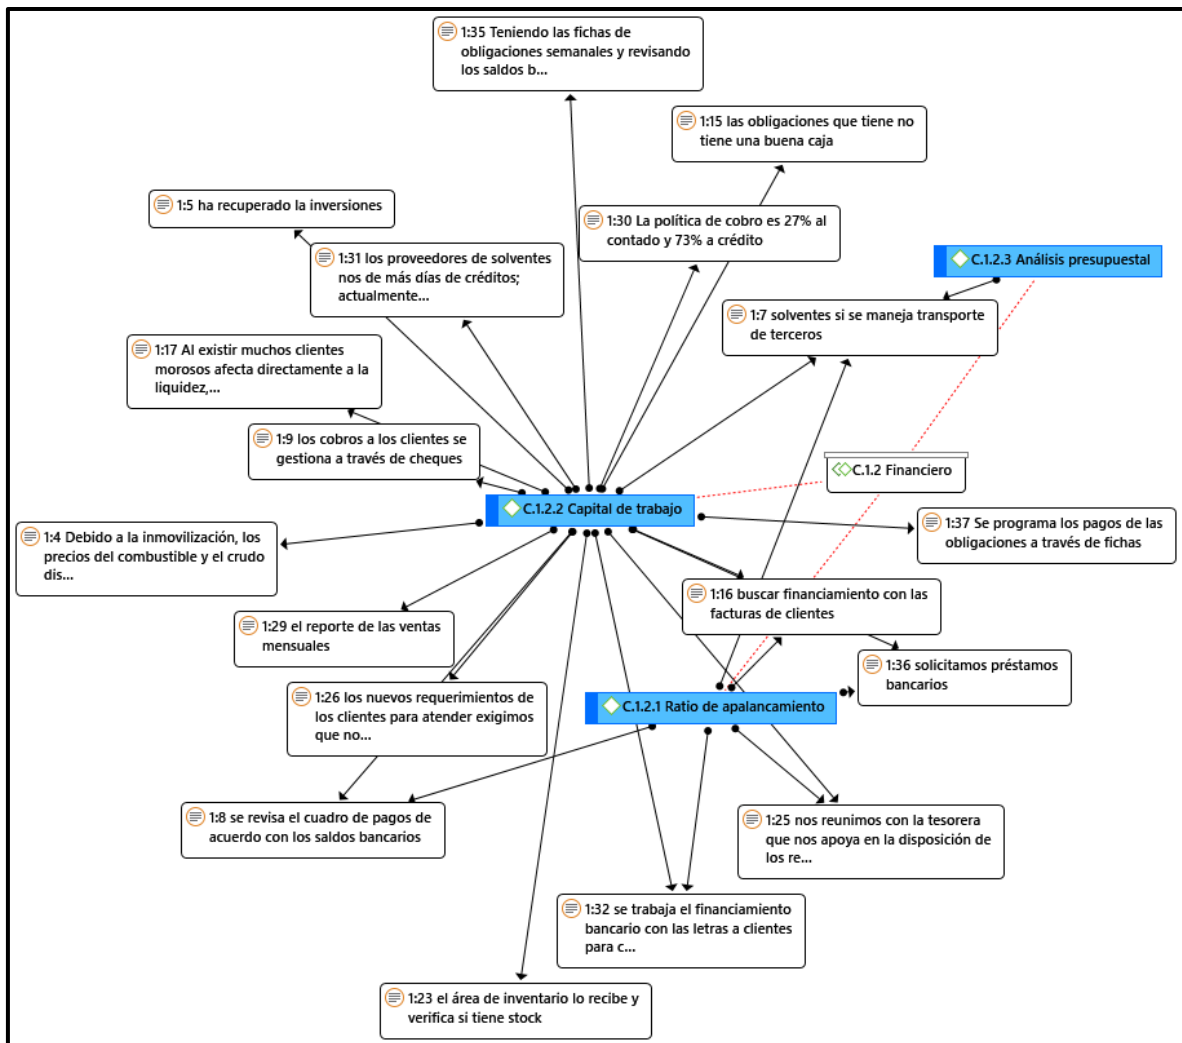 1:35 Teniendo las fichas de
obligaciones semanales y revisando
los saldos b...
1:15 las obligaciones que tiene no
tiene una buena caja
1:5 ha recuperado la inversiones
1:30 La política de cobro es 27% al
contado y 73% a crédito
1:31 los proveedores de solventes
nos de más días de créditos;
actualmente...
C.1.2.3 Análisis presupuestal
1:7 solventes si se maneja transporte
de terceros
1:17 Al existir muchos clientes
morosos afecta directamente a la
liquidez,...
1:9 los cobros a los clientes se
gestiona a través de cheques
C.1.2 Financiero
C.1.2.2 Capital de trabajo
1:4 Debido a la inmovilización, los
precios del combustible y el crudo
dis...
1:37 Se programa los pagos de las
obligaciones a través de fichas
1:16 buscar financiamiento con las
facturas de clientes
1:29 el reporte de las ventas
mensuales
1:36 solicitamos préstamos
bancarios
1:26 los nuevos requerimientos de
los clientes para atender exigimos
que no...
C.1.2.1 Ratio de apalancamiento
1:8 se revisa el cuadro de pagos de
acuerdo con los saldos bancarios
1:25 nos reunimos con la tesorera
que nos apoya en la disposición de
los re...
1:32 se trabaja el financiamiento
bancario con las letras a clientes
para c...
1:23 el área de inventario lo recibe y
verifica si tiene stock